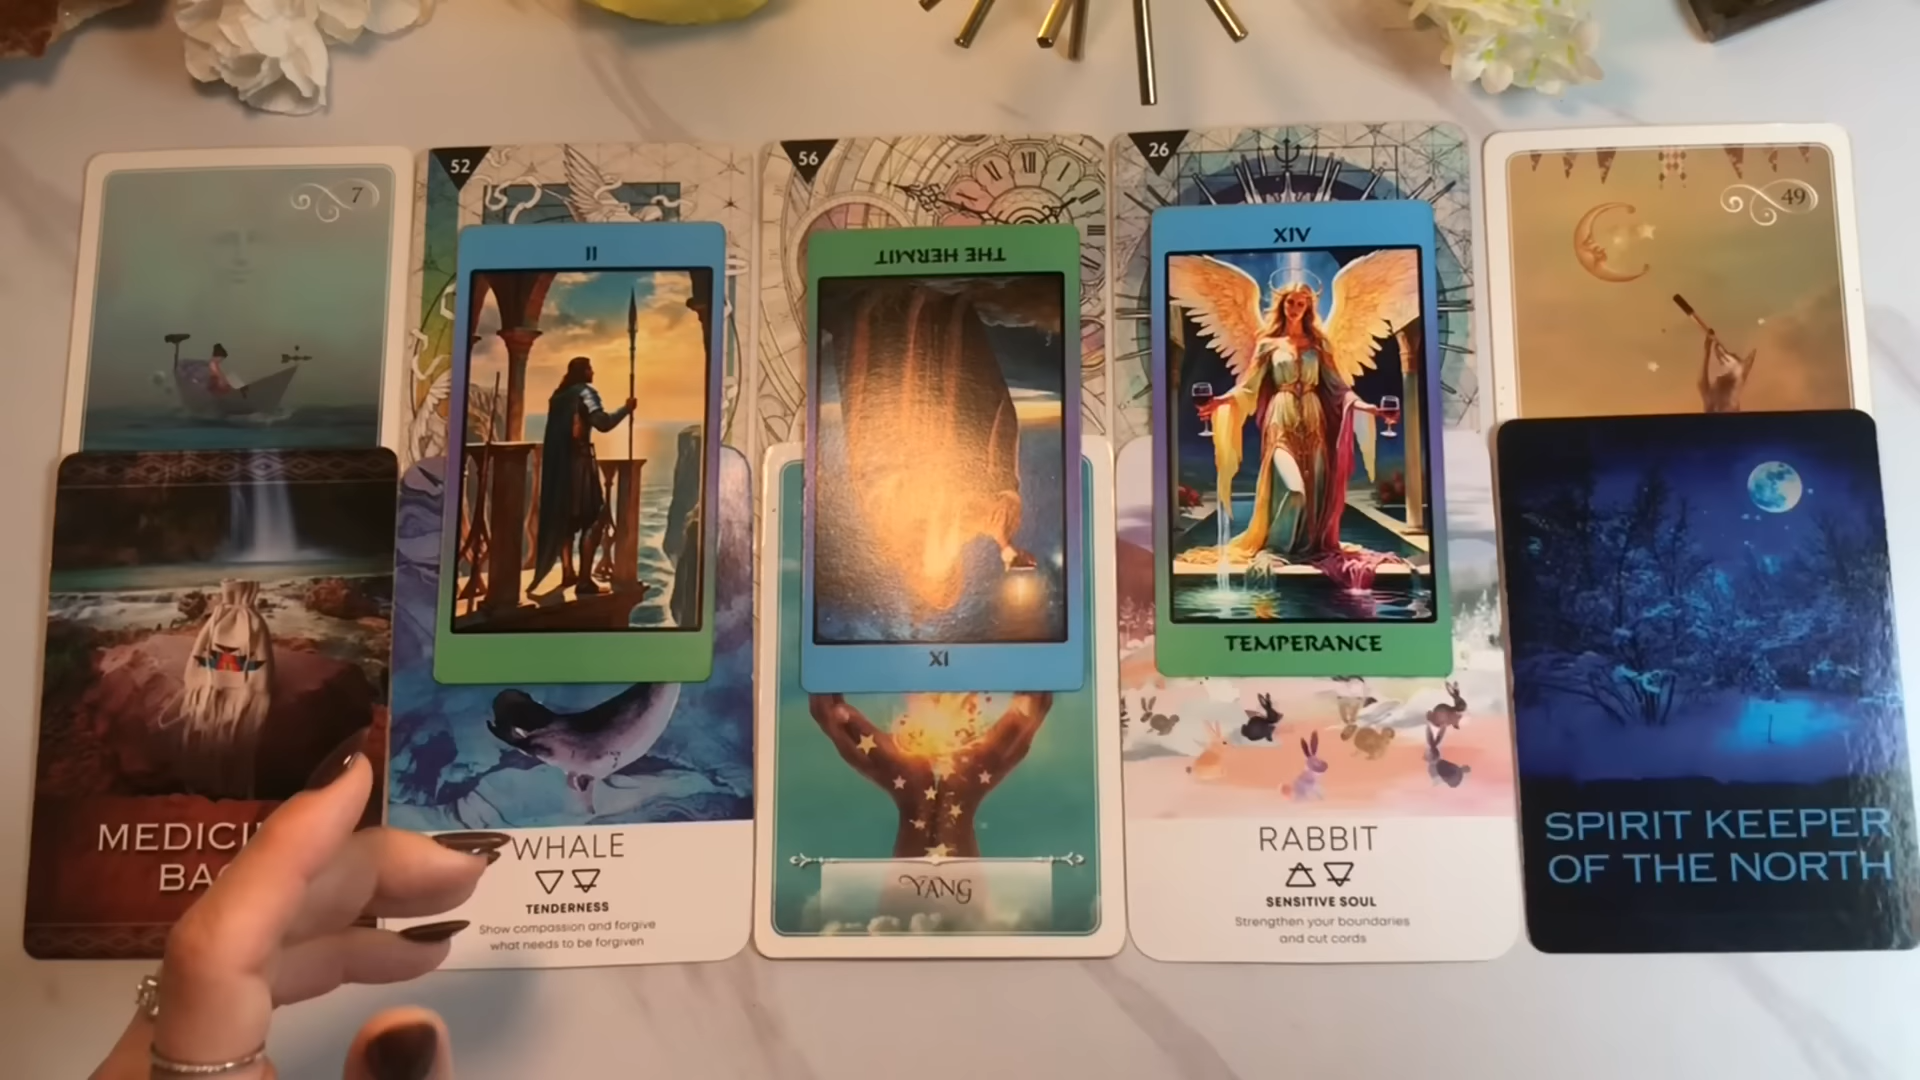 7
52
II
56
THE HERMIT
IX
26
XIV
TEMPERANCE
49
MEDICI
BAG
WHALE
TENDERNESS
Show compassion and forgive
what needs to be forgiven
YANG
RABBIT
SENSITIVE SOUL
Strengthen your boundaries
and cut cords
SPIRIT KEEPER
OF THE NORTH